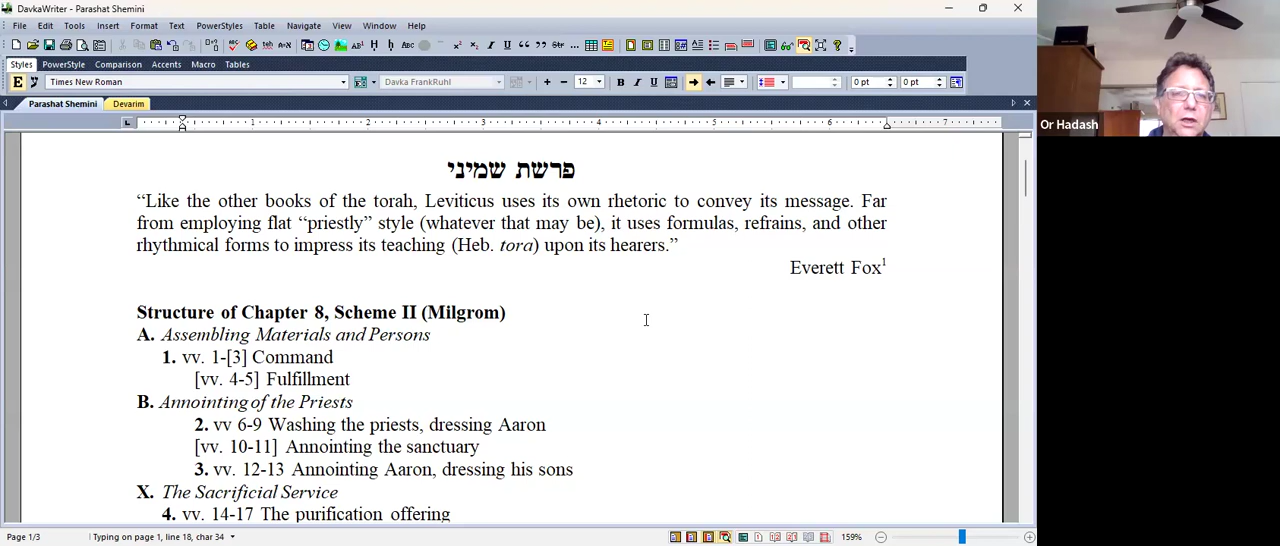 DavkaWriter - Parashat Shemini
File Edit Tools Insert Format Text PowerStyles Table Navigate View Window Help
Styles PowerStyle Comparison Accents Macro Tables
E Times New Roman Davka FrankRuhl 12 B I U 0 pt 0 pt
Parashat Shemini Devarim
1 2 3 4 5 6 7
פרשת שמיני
“Like the other books of the torah, Leviticus uses its own rhetoric to convey its message. Far
from employing flat “priestly” style (whatever that may be), it uses formulas, refrains, and other
rhythmical forms to impress its teaching (Heb. tora) upon its hearers.”
Everett Fox1
Structure of Chapter 8, Scheme II (Milgrom)
A. Assembling Materials and Persons
1. vv. 1-[3] Command
[vv. 4-5] Fulfillment
B. Annointing of the Priests
2. vv 6-9 Washing the priests, dressing Aaron
[vv. 10-11] Annointing the sanctuary
3. vv. 12-13 Annointing Aaron, dressing his sons
X. The Sacrificial Service
4. vv. 14-17 The purification offering
Page 1/3 Typing on page 1, line 18, char 34 159%
Or Hadash